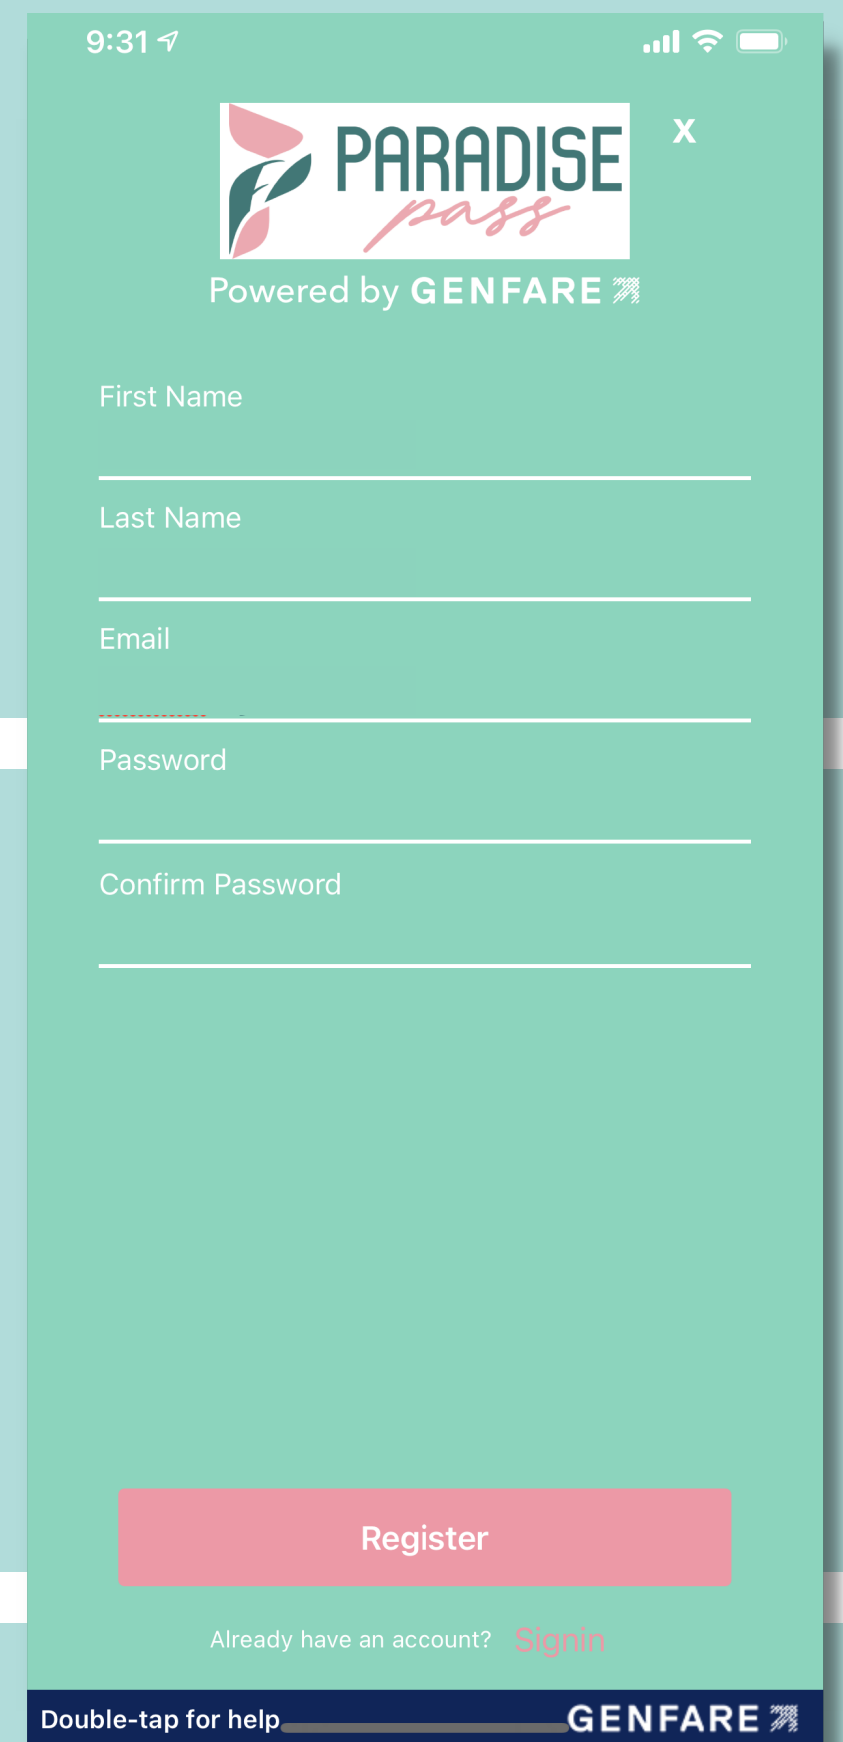 9:31
PARADISE
pass
X
Powered by GENFARE
First Name
Last Name
Email
Password
Confirm Password
Register
Already have an account? Signin
Double-tap for help GENFARE